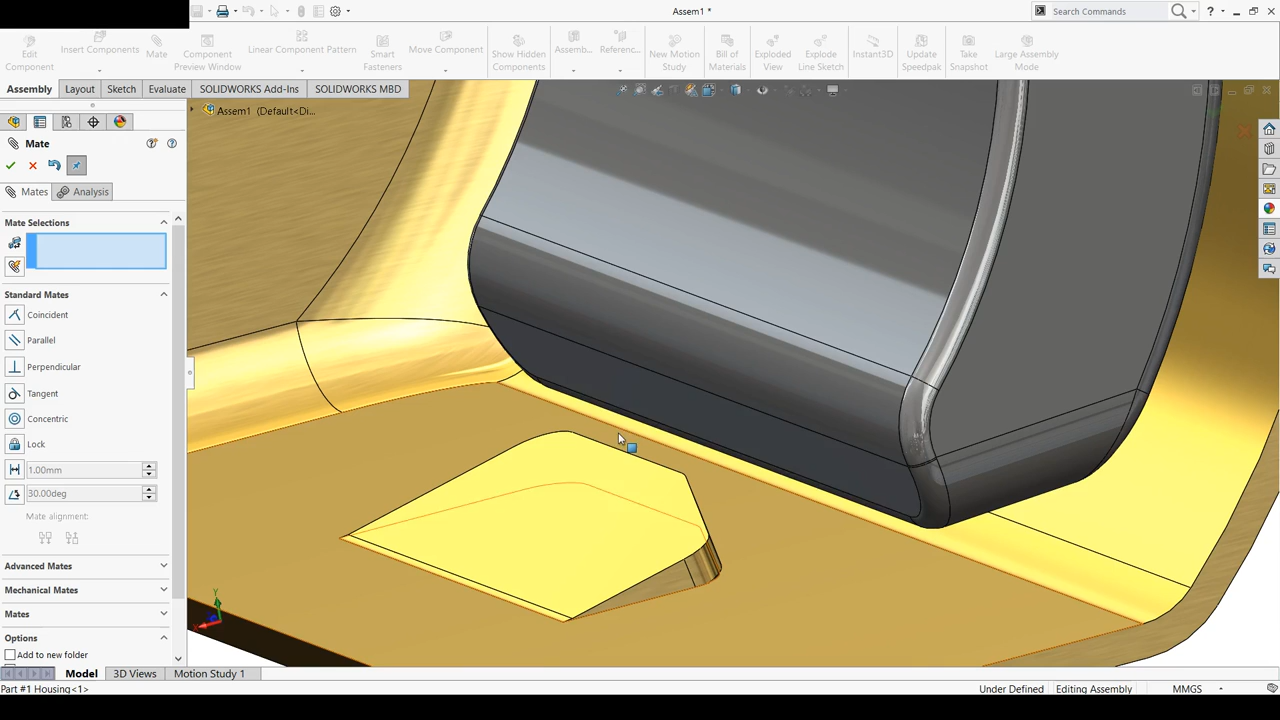 Assem1 *
Search Commands
Edit Component
Insert Components
Mate
Component Preview Window
Linear Component Pattern
Smart Fasteners
Move Component
Show Hidden Components
Assemb...
Referenc...
New Motion Study
Bill of Materials
Exploded View
Explode Line Sketch
Instant3D
Update Speedpak
Take Snapshot
Large Assembly Mode
Assembly
Layout
Sketch
Evaluate
SOLIDWORKS Add-Ins
SOLIDWORKS MBD
Assem1 (Default<Di...
Mate
Mates
Analysis
Mate Selections
Standard Mates
Coincident
Parallel
Perpendicular
Tangent
Concentric
Lock
1.00mm
30.00deg
Mate alignment:
Advanced Mates
Mechanical Mates
Mates
Options
Add to new folder
Y
Model
3D Views
Motion Study 1
Part #1 Housing<1>
Under Defined
Editing Assembly
MMGS